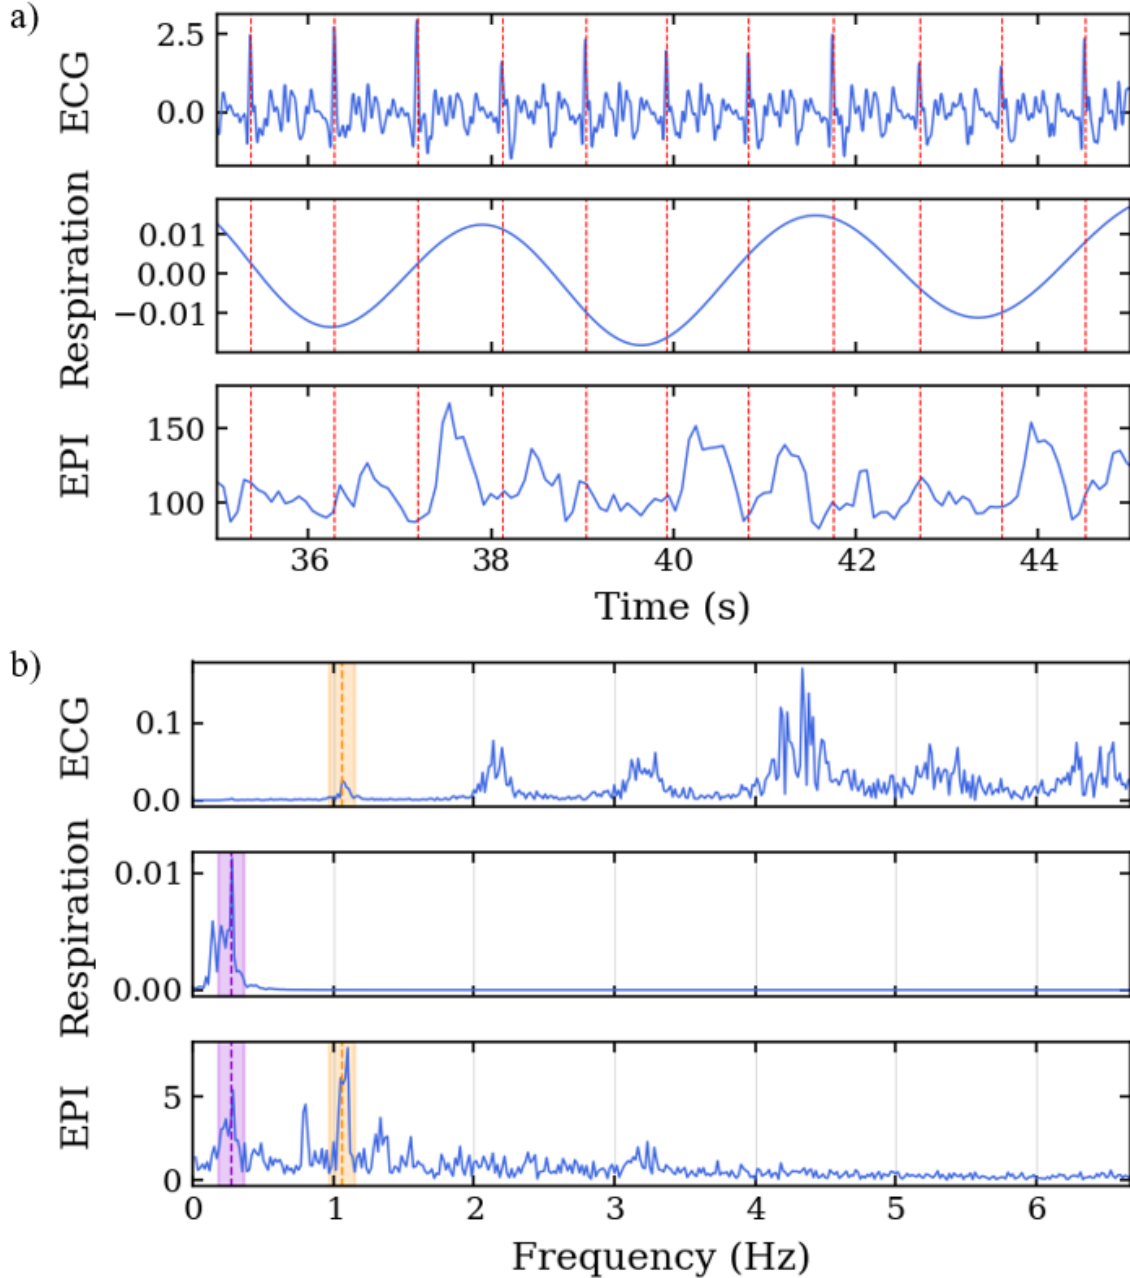 a)
ECG
2.5
0.0
Respiration
0.01
0.00
−0.01
EPI
150
100
36 38 40 42 44
Time (s)
b)
ECG
0.1
0.0
Respiration
0.01
0.00
EPI
5
0
0 1 2 3 4 5 6
Frequency (Hz)